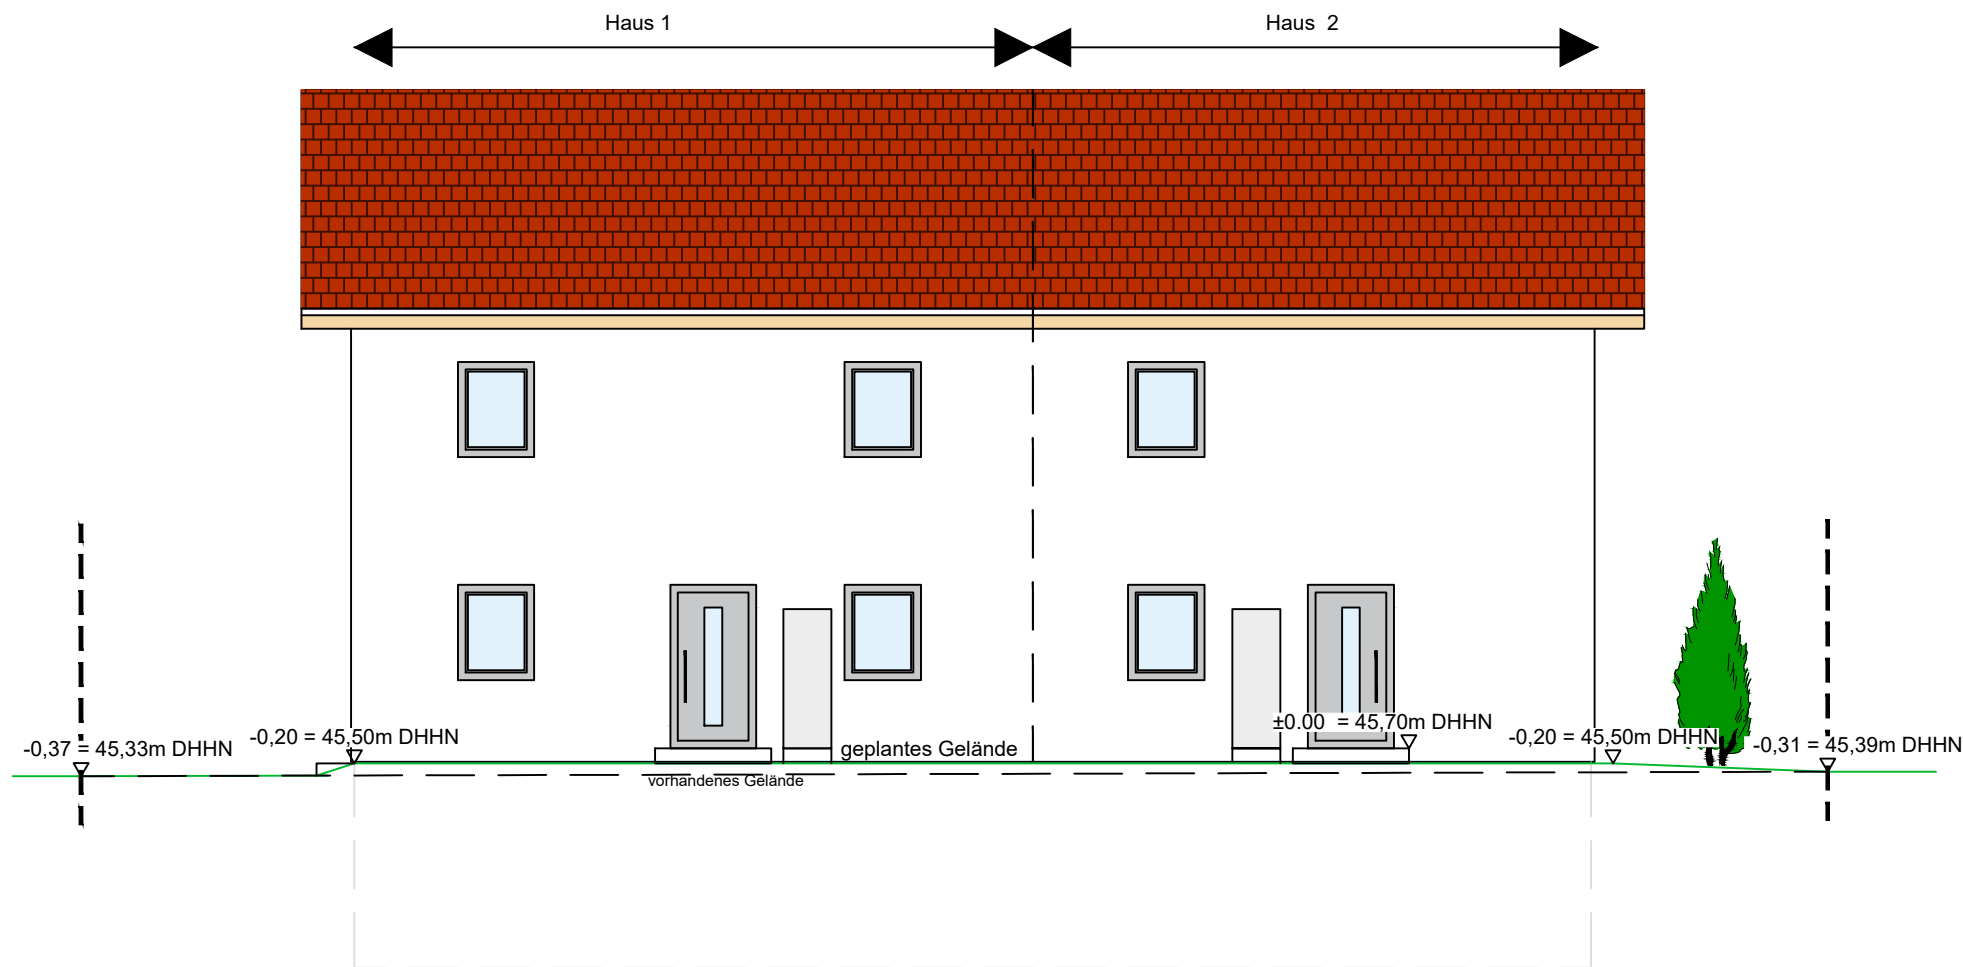 Haus 1
Haus 2
±0.00 = 45,70m DHHN
-0,37 = 45,33m DHHN
-0,20 = 45,50m DHHN
geplantes Gelände
-0,20 = 45,50m DHHN
-0,31 = 45,39m DHHN
vorhandenes Gelände